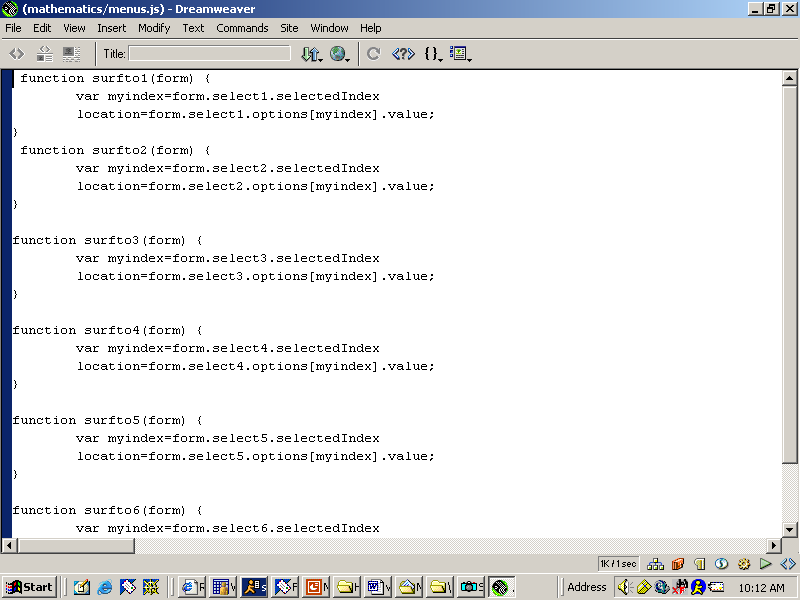 (mathematics/menus.js) - Dreamweaver
File Edit View Insert Modify Text Commands Site Window Help
Title:
function surfto1(form) {
var myindex=form.select1.selectedIndex
location=form.select1.options[myindex].value;
}
function surfto2(form) {
var myindex=form.select2.selectedIndex
location=form.select2.options[myindex].value;
}
function surfto3(form) {
var myindex=form.select3.selectedIndex
location=form.select3.options[myindex].value;
}
function surfto4(form) {
var myindex=form.select4.selectedIndex
location=form.select4.options[myindex].value;
}
function surfto5(form) {
var myindex=form.select5.selectedIndex
location=form.select5.options[myindex].value;
}
function surfto6(form) {
var myindex=form.select6.selectedIndex
1K / 1 sec
Start Address 10:12 AM